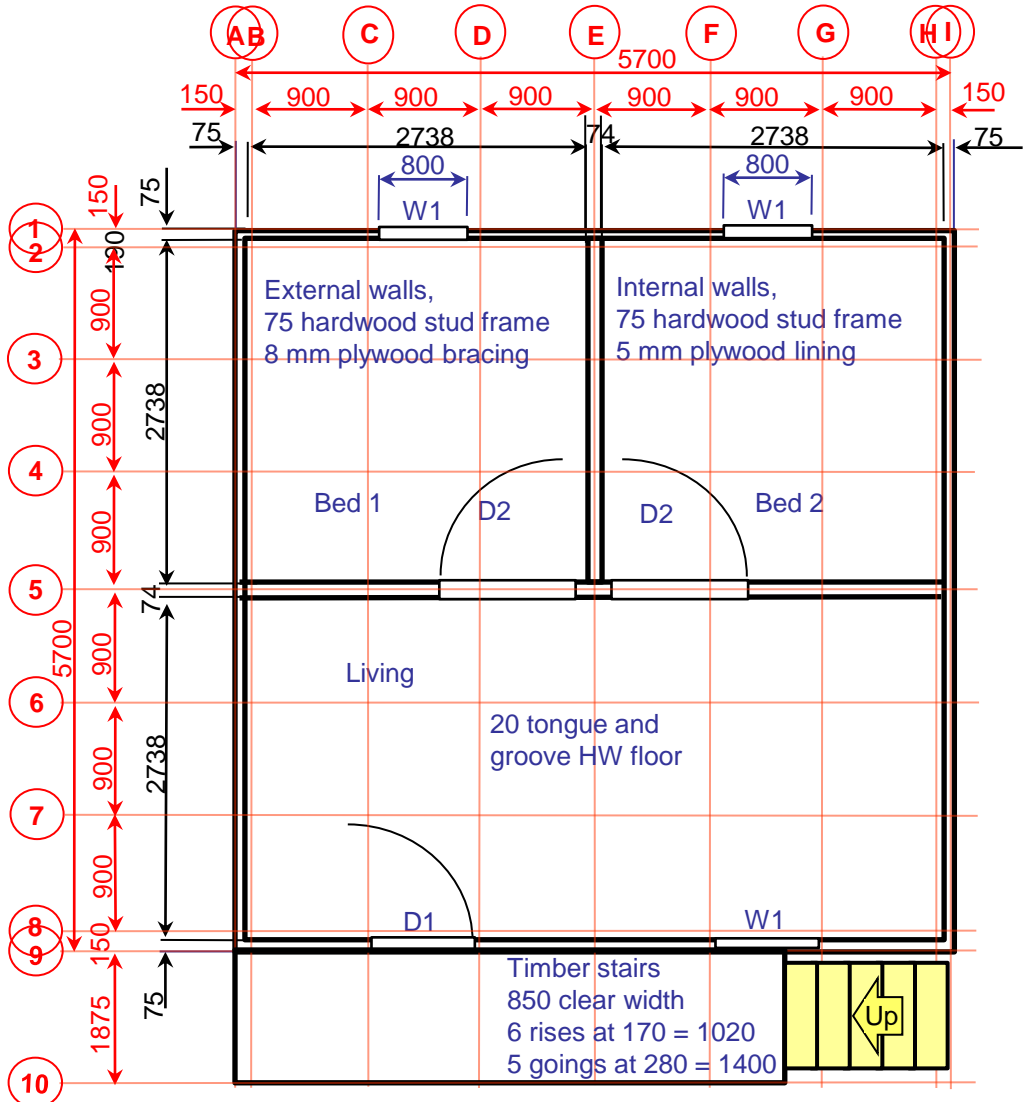 A B C D E F G H I
5700
150 900 900 900 900 900 900 150
75 2738 74 2738 75
800 800
W1 W1
1
2
3
4
5
6
7
8
9
10
150
190
900
900
900
5700
900
900
900
150
1875
75
2738
74
2738
75
External walls,
75 hardwood stud frame
8 mm plywood bracing
Internal walls,
75 hardwood stud frame
5 mm plywood lining
Bed 1 D2 D2 Bed 2
Living
20 tongue and
groove HW floor
D1 W1
Timber stairs
850 clear width
6 rises at 170 = 1020
5 goings at 280 = 1400
Up